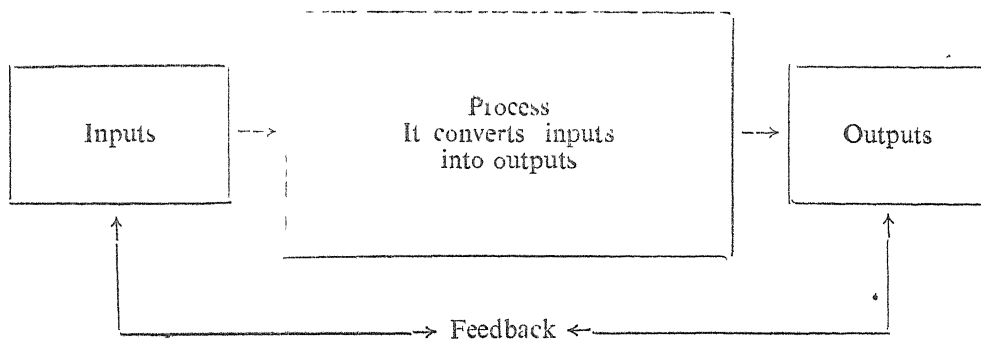 Inputs
Process
It converts inputs
into outputs
Outputs
Feedback